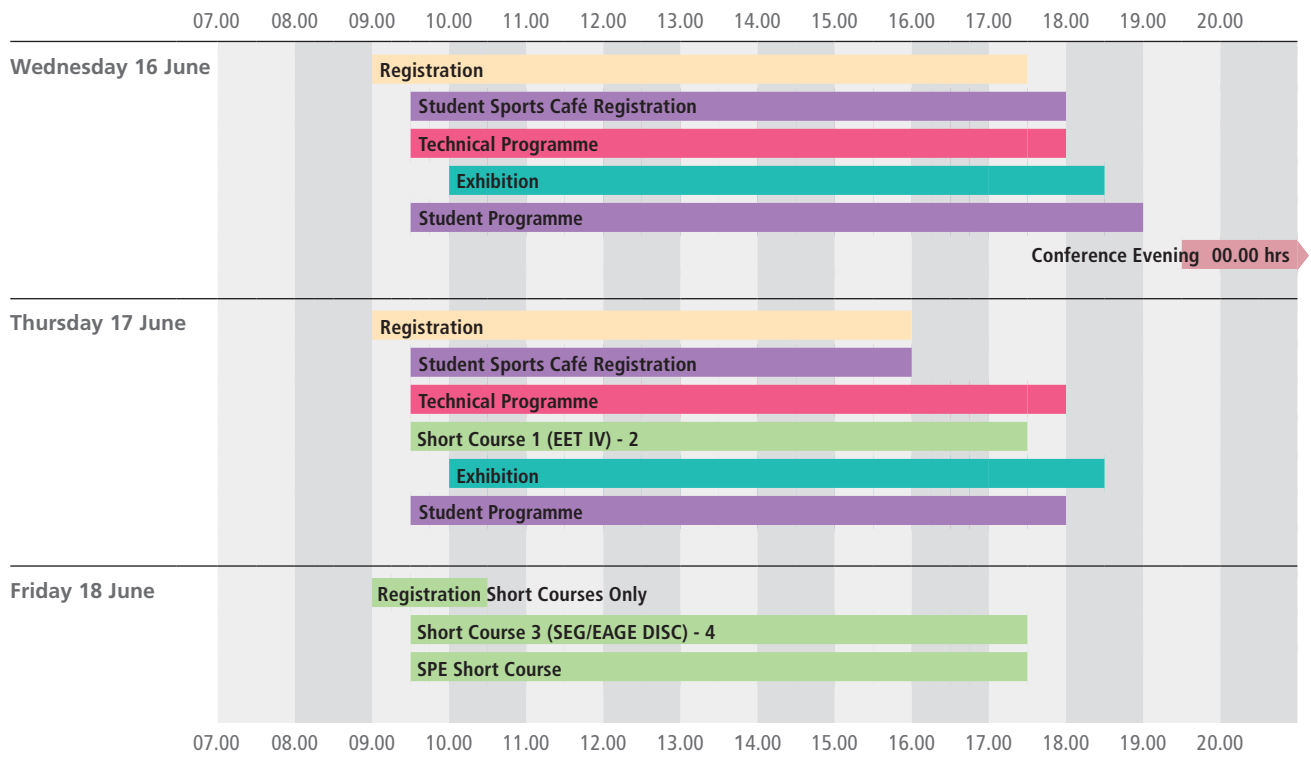 07.00 08.00 09.00 10.00 11.00 12.00 13.00 14.00 15.00 16.00 17.00 18.00 19.00 20.00
Wednesday 16 June
Registration
Student Sports Café Registration
Technical Programme
Exhibition
Student Programme
Conference Evening 00.00 hrs
Thursday 17 June
Registration
Student Sports Café Registration
Technical Programme
Short Course 1 (EET IV) - 2
Exhibition
Student Programme
Friday 18 June
Registration Short Courses Only
Short Course 3 (SEG/EAGE DISC) - 4
SPE Short Course
07.00 08.00 09.00 10.00 11.00 12.00 13.00 14.00 15.00 16.00 17.00 18.00 19.00 20.00